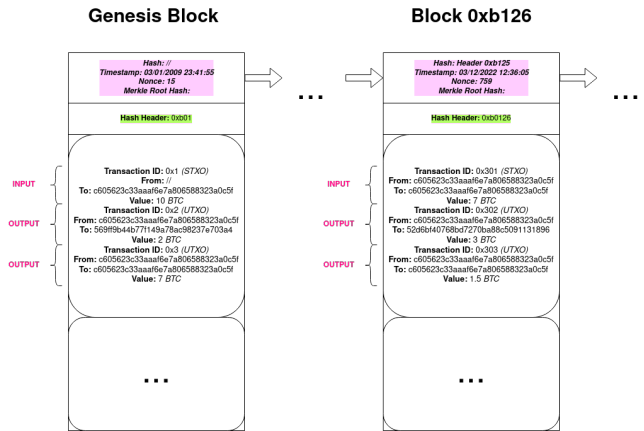 Genesis Block
Hash: //
Timestamp: 03/01/2009 23:41:55
Nonce: 15
Merkle Root Hash:
Hash Header: 0xb01
INPUT
Transaction ID: 0x1 (STXO)
From: //
To: c605623c33aaaf6e7a806588323a0c5f
Value: 10 BTC
OUTPUT
Transaction ID: 0x2 (UTXO)
From: c605623c33aaaf6e7a806588323a0c5f
To: 569ff9b44b77f149a78ac98237e703a4
Value: 2 BTC
OUTPUT
Transaction ID: 0x3 (UTXO)
From: c605623c33aaaf6e7a806588323a0c5f
To: c605623c33aaaf6e7a806588323a0c5f
Value: 7 BTC
...
...
Block 0xb126
Hash: Header 0xb125
Timestamp: 03/12/2022 12:36:05
Nonce: 759
Merkle Root Hash:
Hash Header: 0xb0126
INPUT
Transaction ID: 0x301 (STXO)
From: c605623c33aaaf6e7a806588323a0c5f
To: c605623c33aaaf6e7a806588323a0c5f
Value: 7 BTC
OUTPUT
Transaction ID: 0x302 (UTXO)
From: c605623c33aaaf6e7a806588323a0c5f
To: 52d6bf40768bd7270ba88c5091131896
Value: 3 BTC
OUTPUT
Transaction ID: 0x303 (UTXO)
From: c605623c33aaaf6e7a806588323a0c5f
To: c605623c33aaaf6e7a806588323a0c5f
Value: 1.5 BTC
...
...